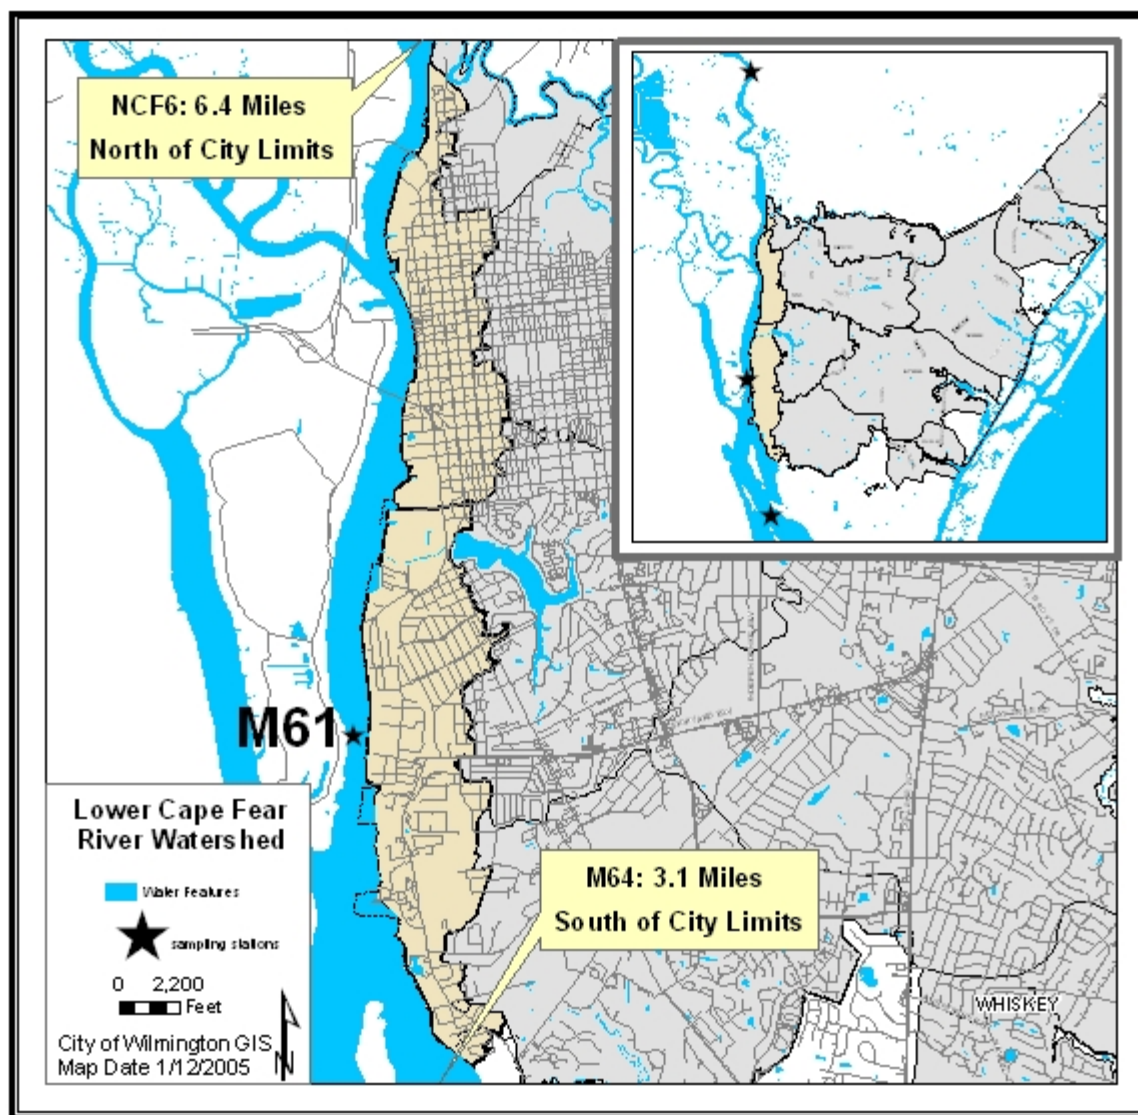 NCF6: 6.4 Miles
North of City Limits
M61
M64: 3.1 Miles
South of City Limits
WHISKEY
Lower Cape Fear
River Watershed
Water Features
sampling stations
0 2,200
Feet
City of Wilmington GIS
Map Date 1/12/2005
N